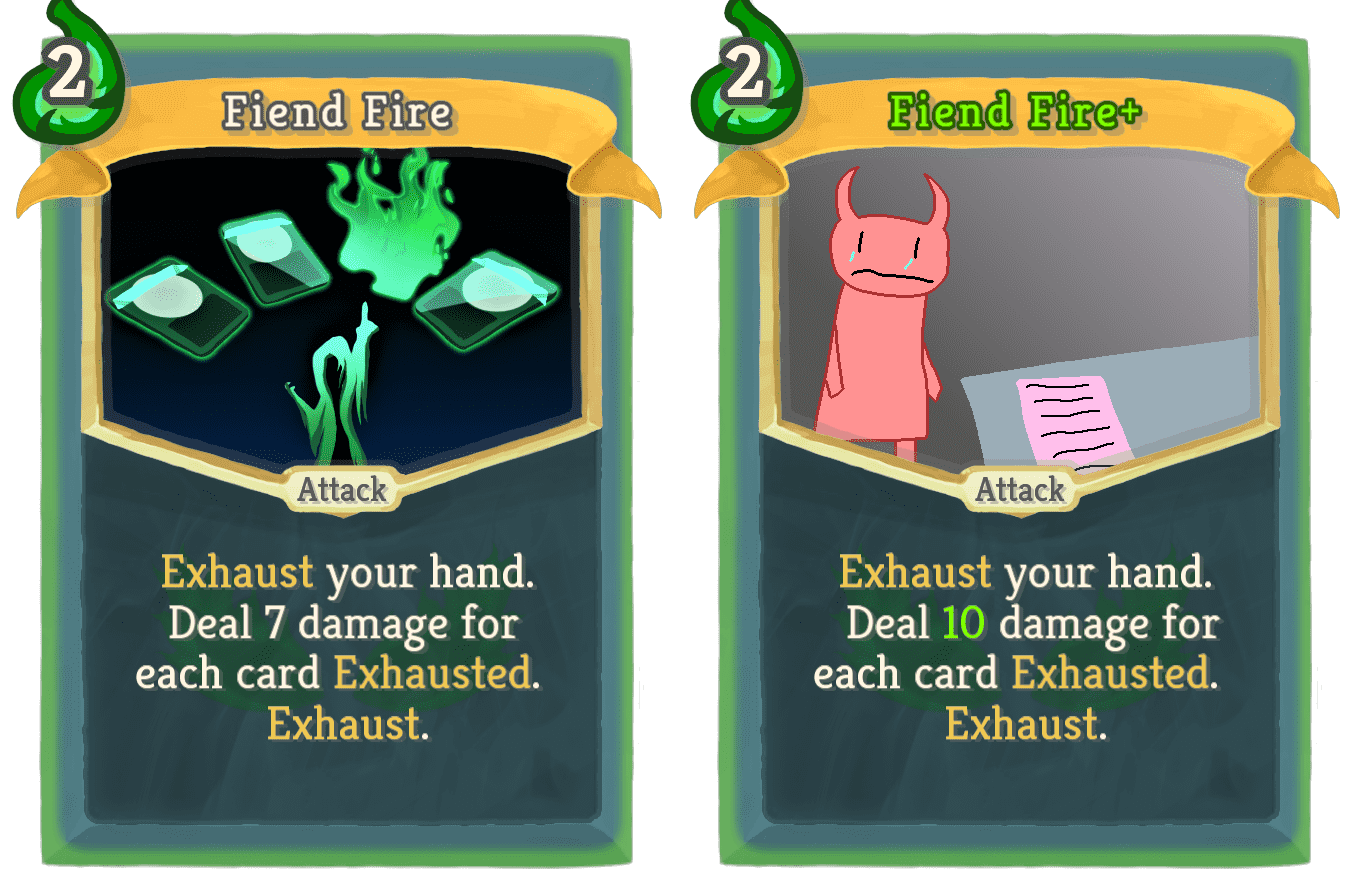 2
Fiend Fire
Attack
Exhaust your hand.
Deal 7 damage for
each card Exhausted.
Exhaust.
2
Fiend Fire+
Attack
Exhaust your hand.
Deal 10 damage for
each card Exhausted.
Exhaust.